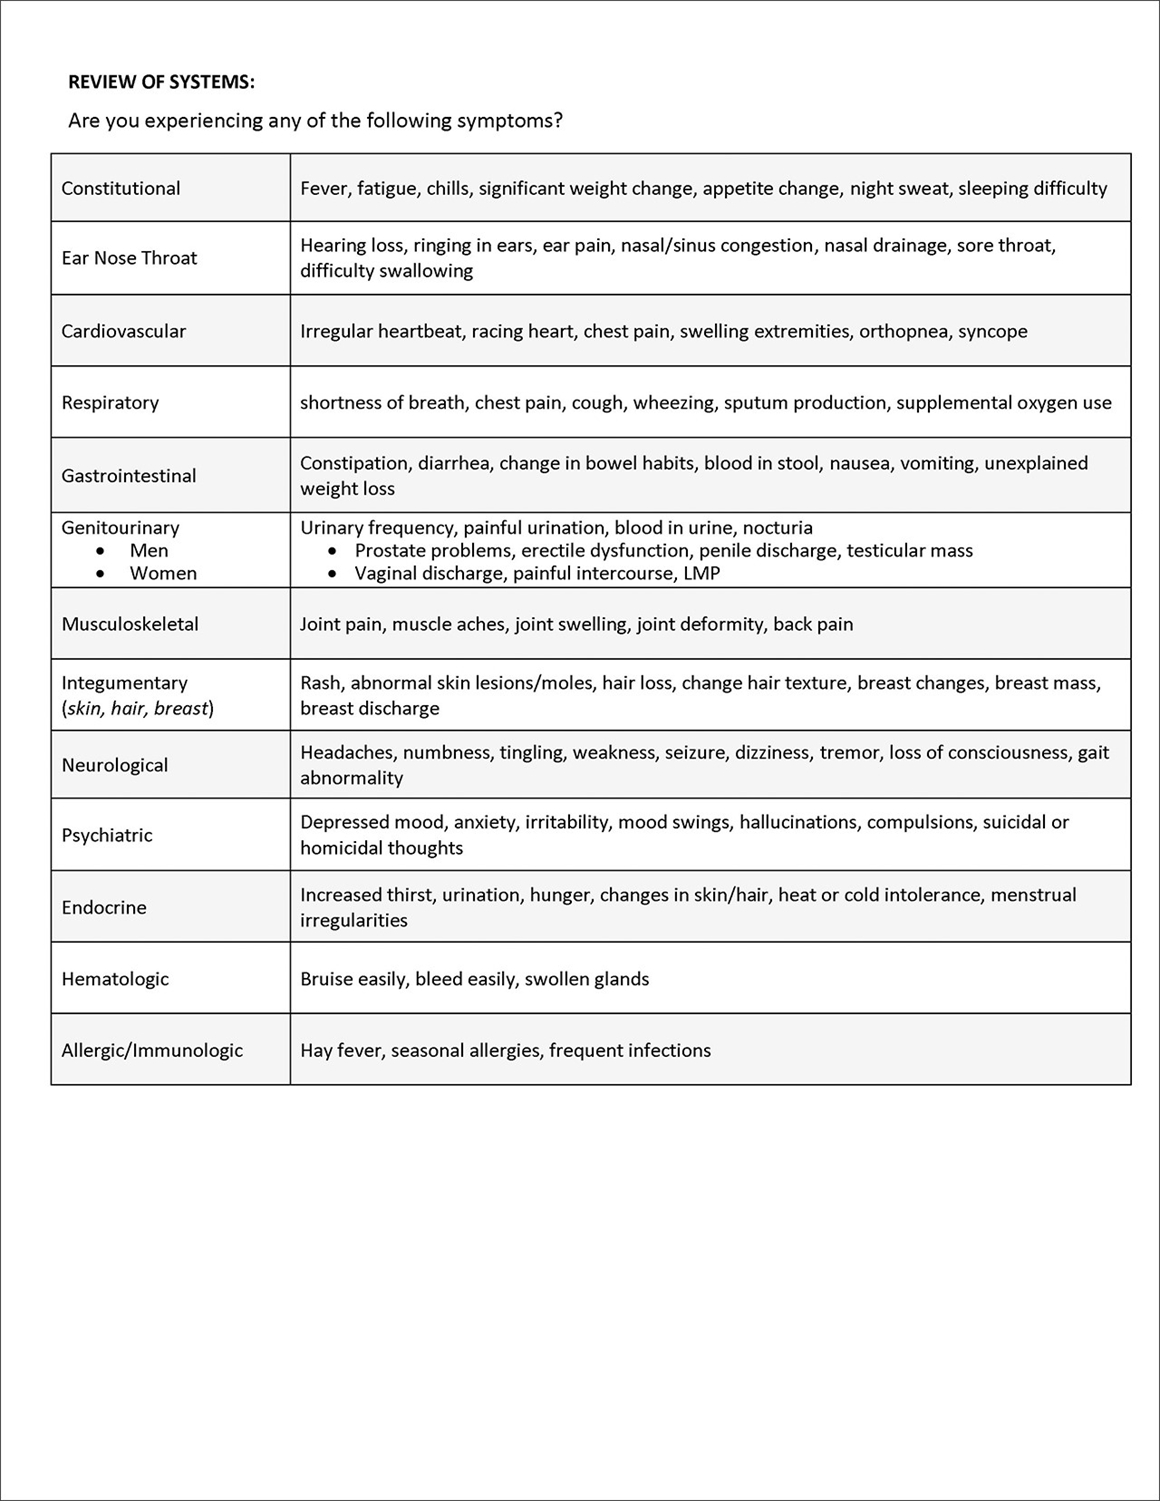 REVIEW OF SYSTEMS:
Are you experiencing any of the following symptoms?
Constitutional
Fever, fatigue, chills, significant weight change, appetite change, night sweat, sleeping difficulty
Ear Nose Throat
Hearing loss, ringing in ears, ear pain, nasal/sinus congestion, nasal drainage, sore throat,
difficulty swallowing
Cardiovascular
Irregular heartbeat, racing heart, chest pain, swelling extremities, orthopnea, syncope
Respiratory
shortness of breath, chest pain, cough, wheezing, sputum production, supplemental oxygen use
Gastrointestinal
Constipation, diarrhea, change in bowel habits, blood in stool, nausea, vomiting, unexplained
weight loss
Genitourinary
• Men
• Women
Urinary frequency, painful urination, blood in urine, nocturia
• Prostate problems, erectile dysfunction, penile discharge, testicular mass
• Vaginal discharge, painful intercourse, LMP
Musculoskeletal
Joint pain, muscle aches, joint swelling, joint deformity, back pain
Integumentary
(skin, hair, breast)
Rash, abnormal skin lesions/moles, hair loss, change hair texture, breast changes, breast mass,
breast discharge
Neurological
Headaches, numbness, tingling, weakness, seizure, dizziness, tremor, loss of consciousness, gait
abnormality
Psychiatric
Depressed mood, anxiety, irritability, mood swings, hallucinations, compulsions, suicidal or
homicidal thoughts
Endocrine
Increased thirst, urination, hunger, changes in skin/hair, heat or cold intolerance, menstrual
irregularities
Hematologic
Bruise easily, bleed easily, swollen glands
Allergic/Immunologic
Hay fever, seasonal allergies, frequent infections